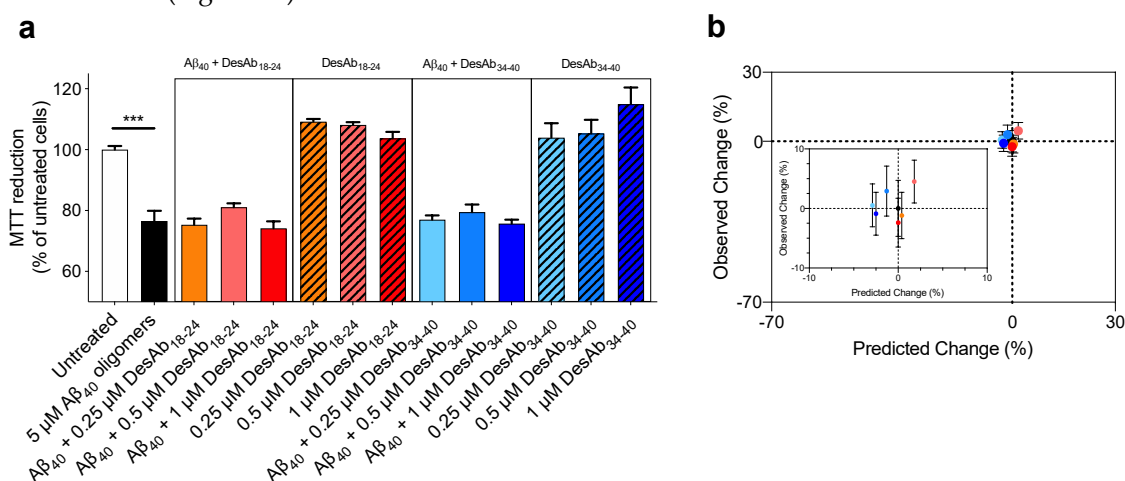 a
b
Aβ40 + DesAb18-24
DesAb18-24
Aβ40 + DesAb34-40
DesAb34-40
MTT reduction
(% of untreated cells)
120
100
80
60
***
Untreated
5 µM Aβ40 oligomers
Aβ40 + 0.25 µM DesAb18-24
Aβ40 + 0.5 µM DesAb18-24
Aβ40 + 1 µM DesAb18-24
0.25 µM DesAb18-24
0.5 µM DesAb18-24
1 µM DesAb18-24
Aβ40 + 0.25 µM DesAb34-40
Aβ40 + 0.5 µM DesAb34-40
Aβ40 + 1 µM DesAb34-40
0.25 µM DesAb34-40
0.5 µM DesAb34-40
1 µM DesAb34-40
Observed Change (%)
30
0
-70
-70
0
30
Predicted Change (%)
Observed Change (%)
10
0
-10
-10
0
10
Predicted Change (%)